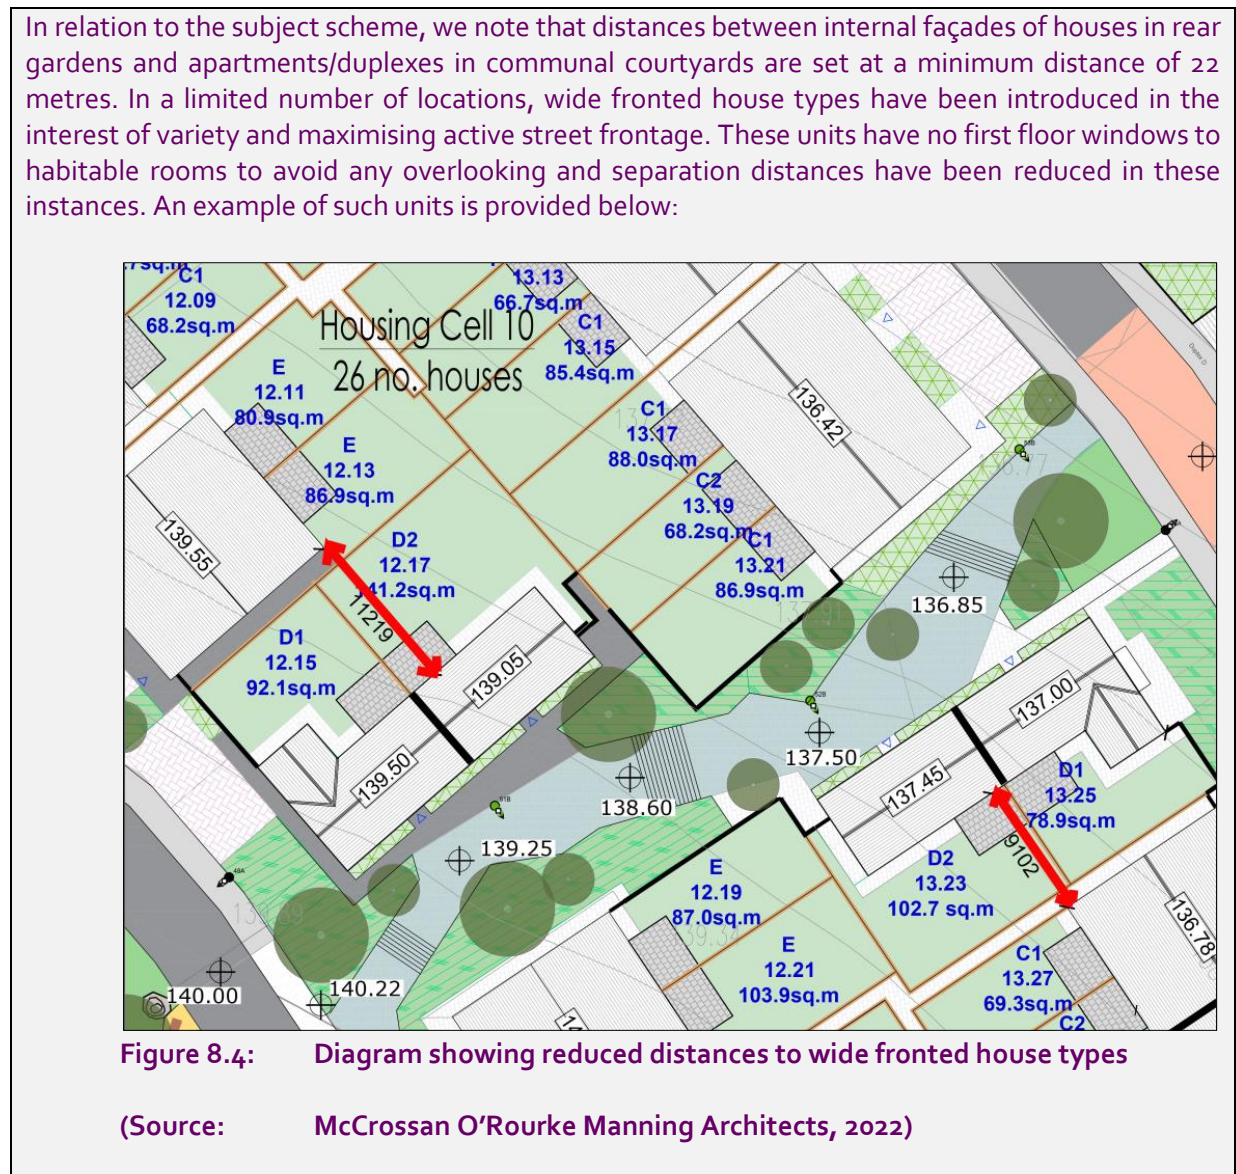 In relation to the subject scheme, we note that distances between internal façades of houses in rear
gardens and apartments/duplexes in communal courtyards are set at a minimum distance of 22
metres. In a limited number of locations, wide fronted house types have been introduced in the
interest of variety and maximising active street frontage. These units have no first floor windows to
habitable rooms to avoid any overlooking and separation distances have been reduced in these
instances. An example of such units is provided below:
C1
12.09
68.2sq.m
13.13
66.7sq.m
Housing Cell 10
26 no. houses
C1
13.15
85.4sq.m
E
12.11
80.9sq.m
136.42
C1
13.17
88.0sq.m
E
12.13
86.9sq.m
C2
13.19
68.2sq.m
139.55
D2
12.17
141.2sq.m
C1
13.21
86.9sq.m
11219
136.85
D1
12.15
92.1sq.m
139.05
137.00
137.50
139.50
137.45
D1
13.25
78.9sq.m
138.60
9102
139.25
D2
13.23
102.7 sq.m
E
12.19
87.0sq.m
136.78
E
12.21
103.9sq.m
C1
13.27
69.3sq.m
C2
140.00
140.22
Figure 8.4: Diagram showing reduced distances to wide fronted house types
(Source: McCrossan O'Rourke Manning Architects, 2022)